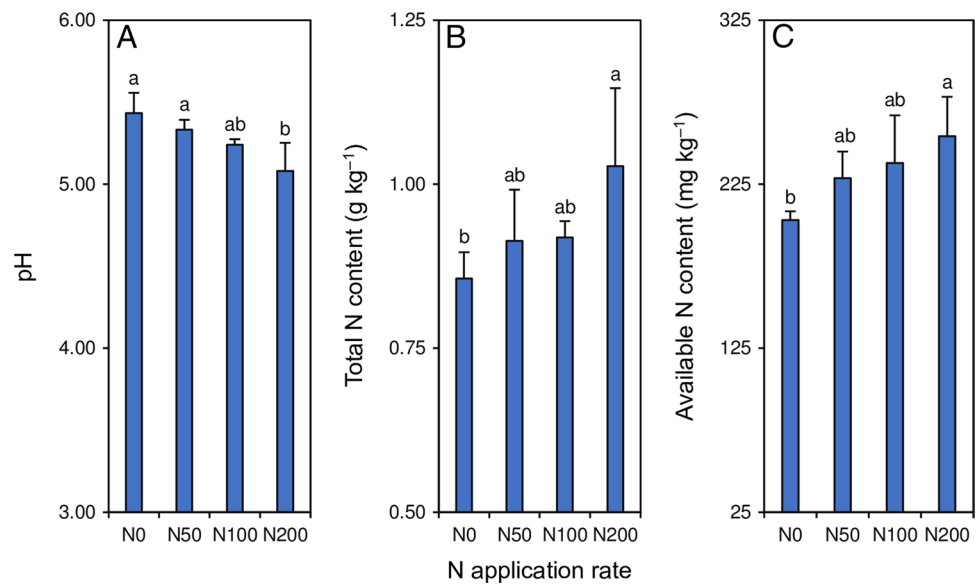 A
pH
6.00
5.00
4.00
3.00
a
a
ab
b
N0 N50 N100 N200
B
Total N content (g kg⁻¹)
1.25
1.00
0.75
0.50
b
ab
ab
a
N0 N50 N100 N200
C
Available N content (mg kg⁻¹)
325
225
125
25
b
ab
ab
a
N0 N50 N100 N200
N application rate